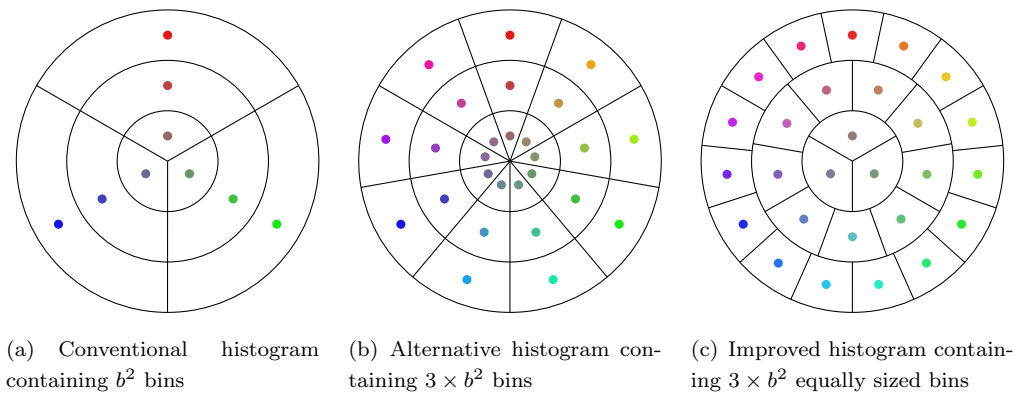 (a) Conventional histogram
containing b² bins
(b) Alternative histogram con-
taining 3 × b² bins
(c) Improved histogram contain-
ing 3 × b² equally sized bins